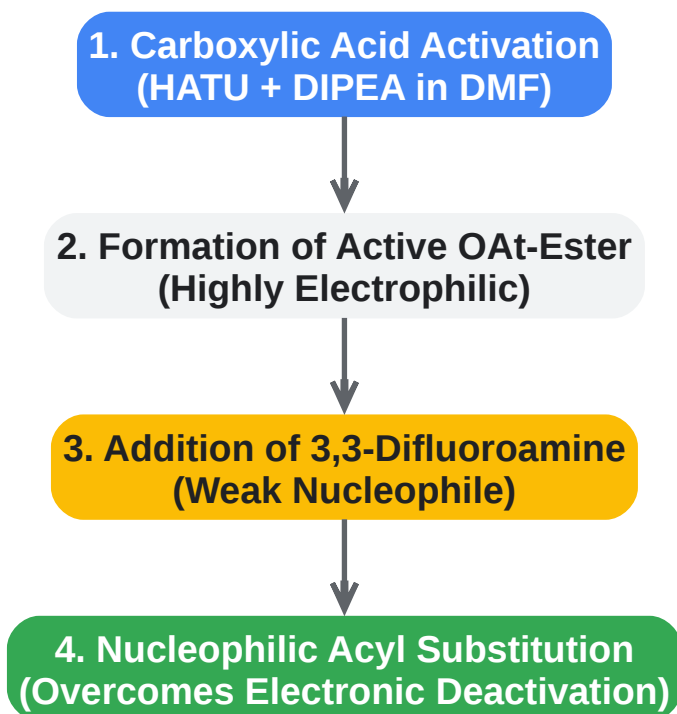 1. Carboxylic Acid Activation
(HATU + DIPEA in DMF)
2. Formation of Active OAt-Ester
(Highly Electrophilic)
3. Addition of 3,3-Difluoroamine
(Weak Nucleophile)
4. Nucleophilic Acyl Substitution
(Overcomes Electronic Deactivation)